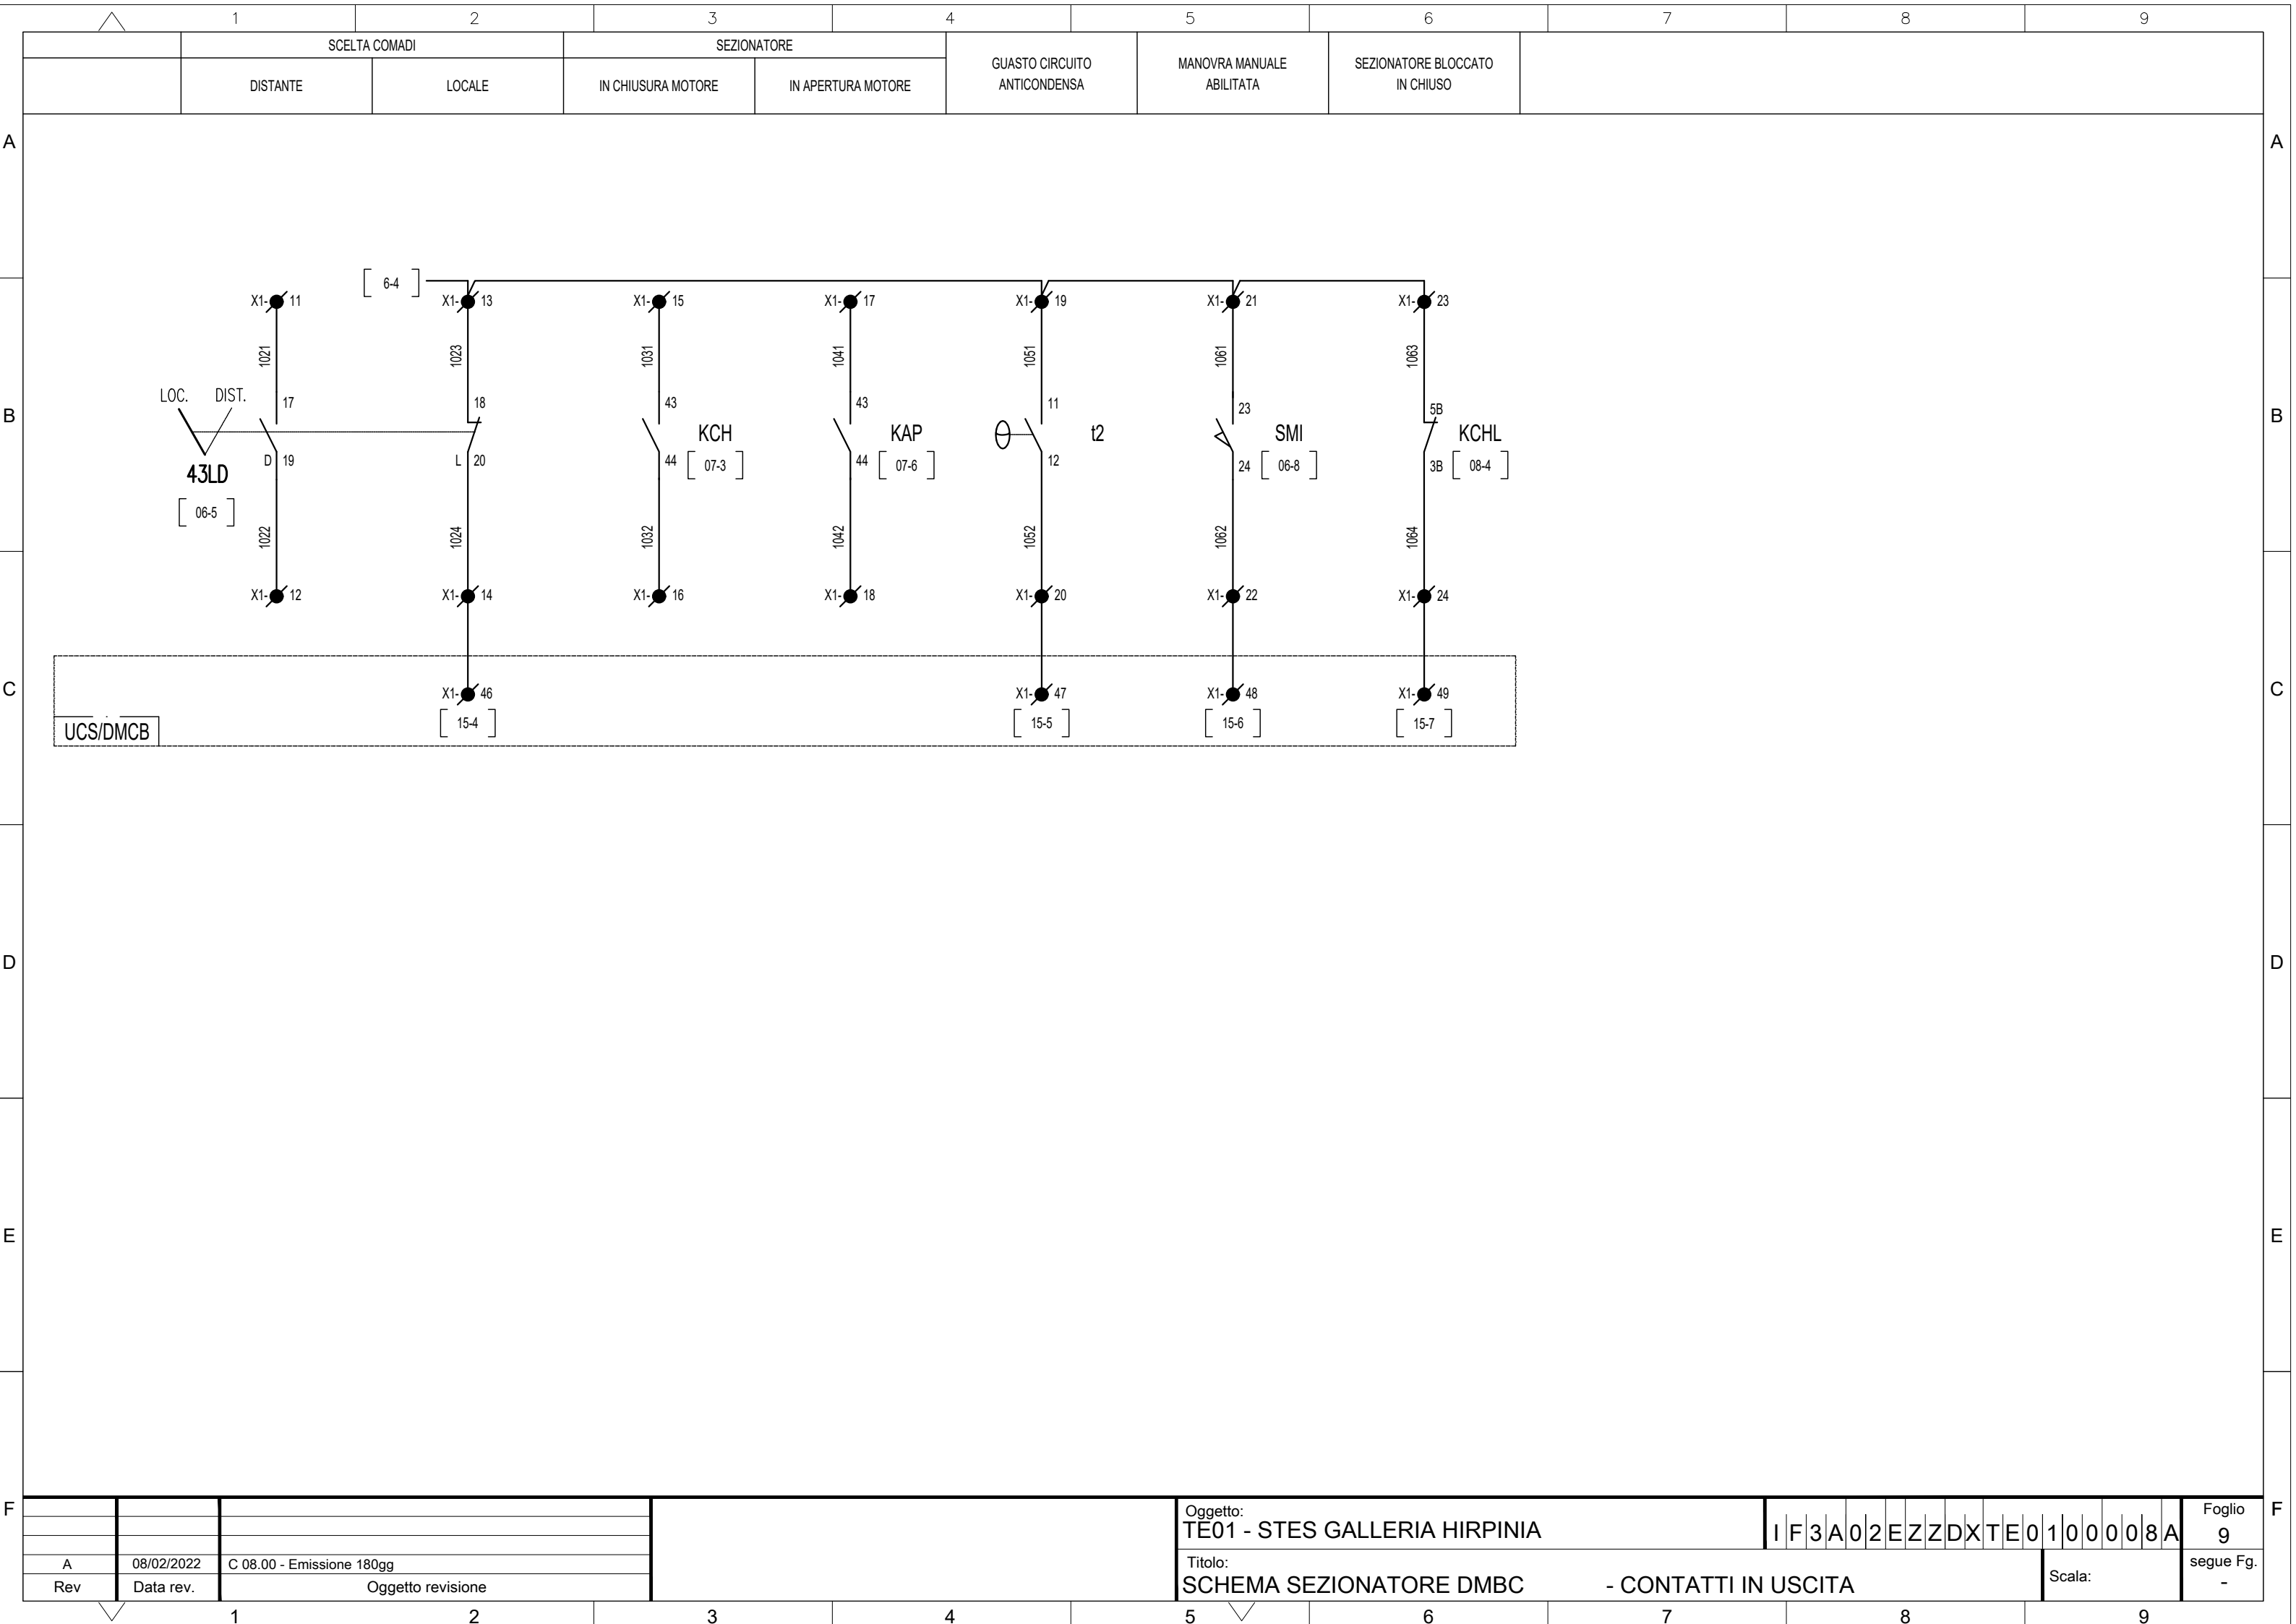 1 2 3 4 5 6 7 8 9
SCELTA COMADI SEZIONATORE
DISTANTE LOCALE IN CHIUSURA MOTORE IN APERTURA MOTORE
GUASTO CIRCUITO
ANTICONDENSA
MANOVRA MANUALE
ABILITATA
SEZIONATORE BLOCCATO
IN CHIUSO
A A
6-4
X1- 11 X1- 13 X1- 15 X1- 17 X1- 19 X1- 21 X1- 23
1021 1023 1031 1041 1051 1061 1063
LOC. DIST.
17 18 43 43 11 23 5B
B B
KCH KAP t2 SMI KCHL
D 19 L 20 44 07-3 44 07-6 12 24 06-8 3B 08-4
43LD
06-5
1022 1024 1032 1042 1052 1062 1064
X1- 12 X1- 14 X1- 16 X1- 18 X1- 20 X1- 22 X1- 24
C C
X1- 46 X1- 47 X1- 48 X1- 49
15-4 15-5 15-6 15-7
UCS/DMCB
D D
E E
F F
A 08/02/2022 C 08.00 - Emissione 180gg
Rev Data rev. Oggetto revisione
Oggetto:
TE01 - STES GALLERIA HIRPINIA
IF3A02EZZDXTE0100008A
Foglio
9
Titolo:
SCHEMA SEZIONATORE DMBC - CONTATTI IN USCITA
Scala:
segue Fg.
-
1 2 3 4 5 6 7 8 9